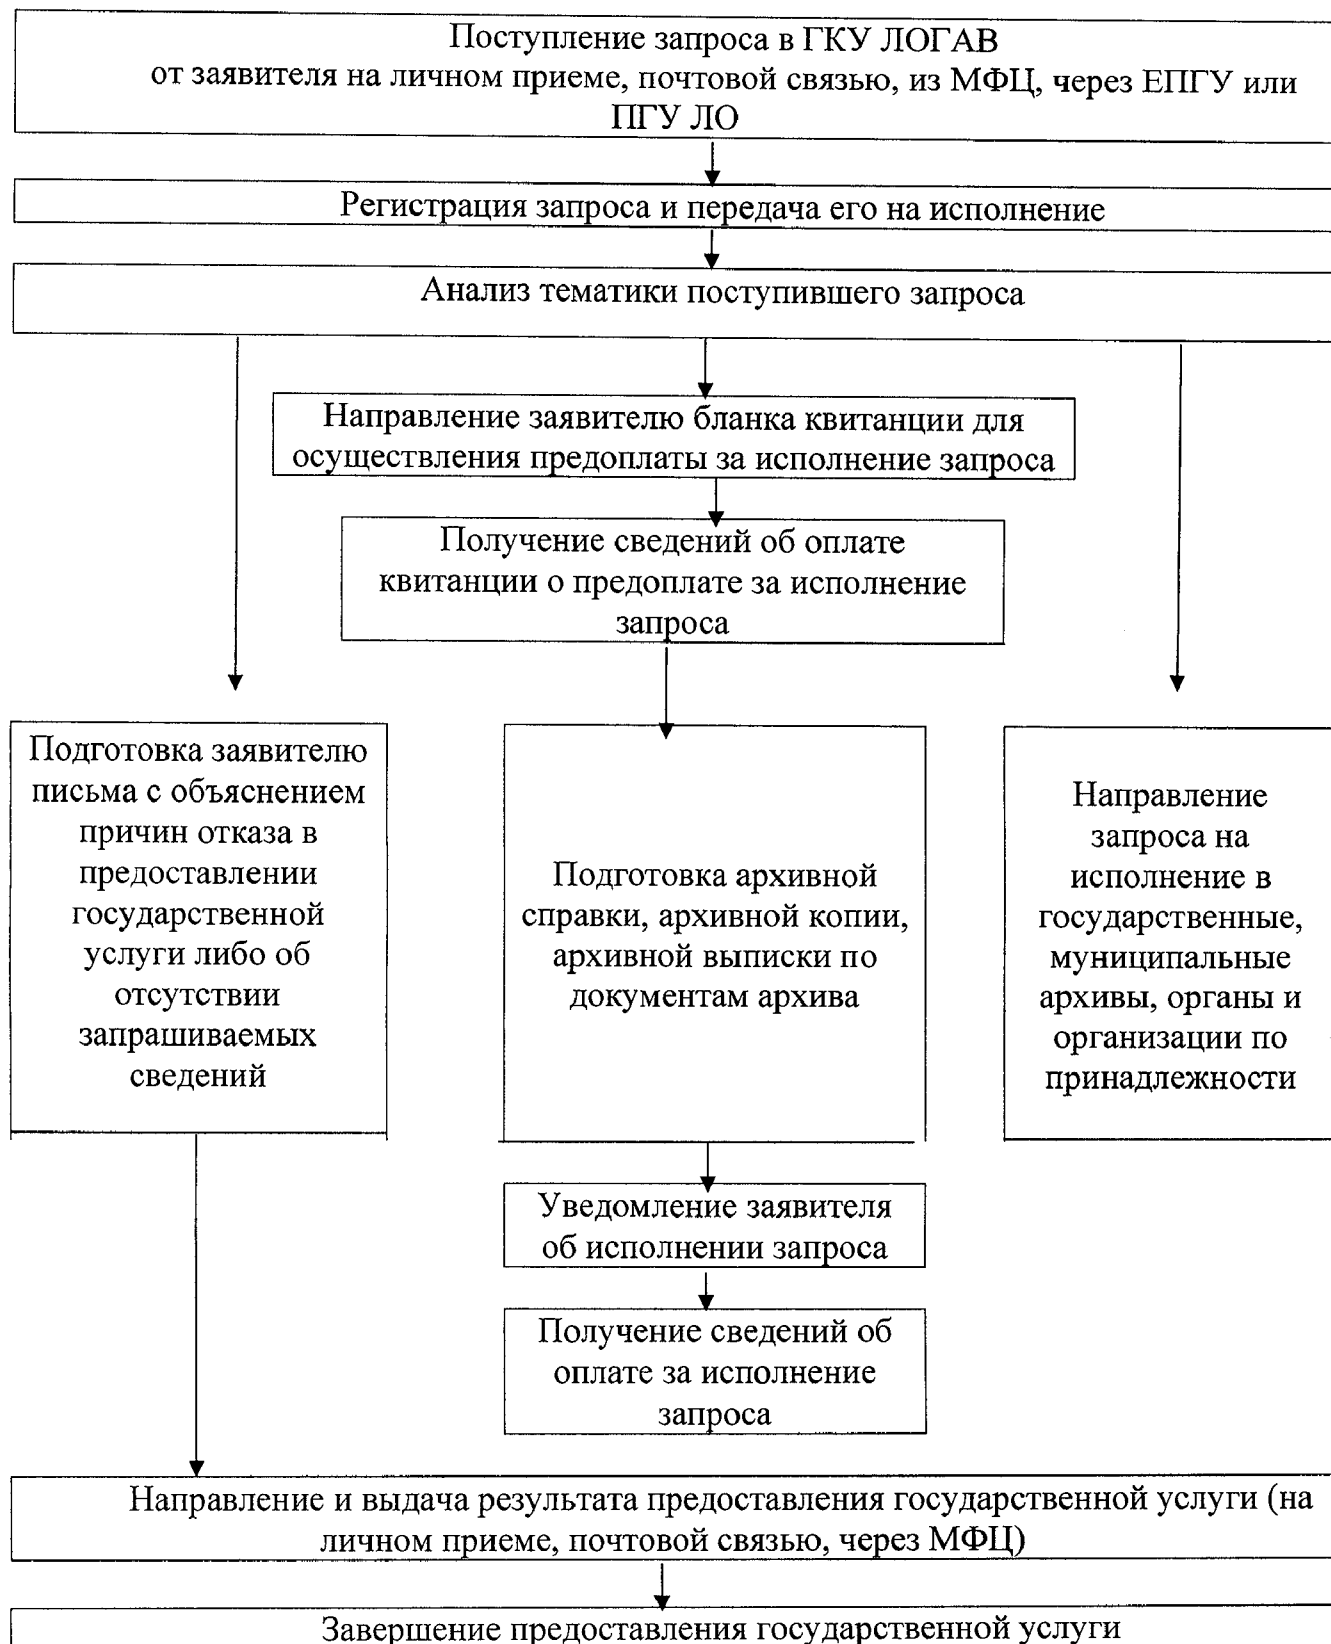 Поступление запроса в ГКУ ЛОГАВ
от заявителя на личном приеме, почтовой связью, из МФЦ, через ЕПГУ или
ПГУ ЛО
Регистрация запроса и передача его на исполнение
Анализ тематики поступившего запроса
Направление заявителю бланка квитанции для
осуществления предоплаты за исполнение запроса
Получение сведений об оплате
квитанции о предоплате за исполнение
запроса
Подготовка заявителю
письма с объяснением
причин отказа в
предоставлении
государственной
услуги либо об
отсутствии
запрашиваемых
сведений
Подготовка архивной
справки, архивной копии,
архивной выписки по
документам архива
Направление
запроса на
исполнение в
государственные,
муниципальные
архивы, органы и
организации по
принадлежности
Уведомление заявителя
об исполнении запроса
Получение сведений об
оплате за исполнение
запроса
Направление и выдача результата предоставления государственной услуги (на
личном приеме, почтовой связью, через МФЦ)
Завершение предоставления государственной услуги